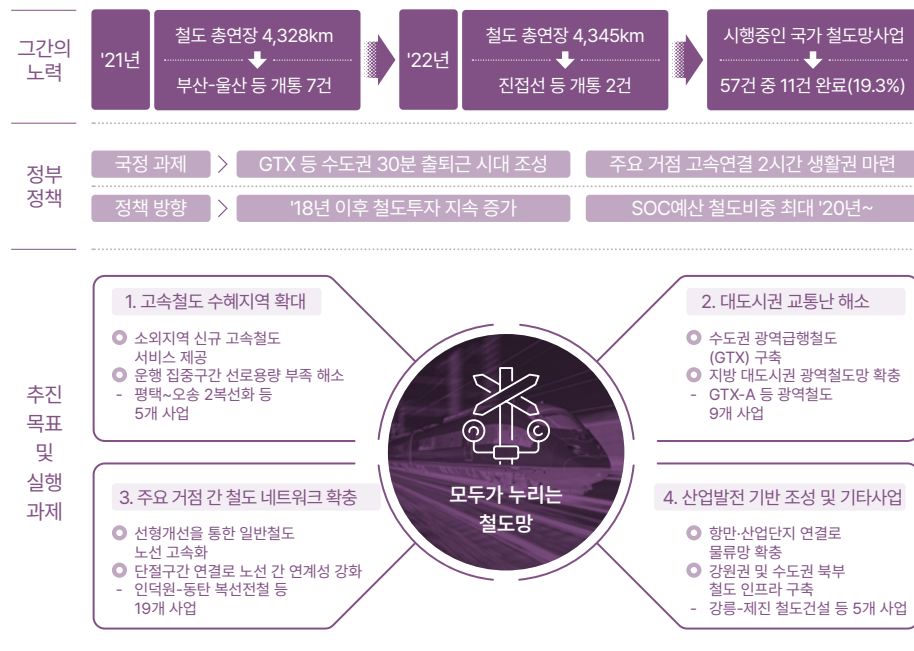 그간의
노력
'21년
철도 총연장 4,328km
부산-울산 등 개통 7건
'22년
철도 총연장 4,345km
진접선 등 개통 2건
시행중인 국가 철도망사업
57건 중 11건 완료(19.3%)
정부
정책
국정 과제
GTX 등 수도권 30분 출퇴근 시대 조성
주요 거점 고속연결 2시간 생활권 마련
정책 방향
'18년 이후 철도투자 지속 증가
SOC예산 철도비중 최대 '20년~
추진
목표
및
실행
과제
1. 고속철도 수혜지역 확대
소외지역 신규 고속철도
서비스 제공
운행 집중구간 선로용량 부족 해소
- 평택~오송 2복선화 등
5개 사업
2. 대도시권 교통난 해소
수도권 광역급행철도
(GTX) 구축
지방 대도시권 광역철도망 확충
- GTX-A 등 광역철도
9개 사업
모두가 누리는
철도망
3. 주요 거점 간 철도 네트워크 확충
선형개선을 통한 일반철도
노선 고속화
단절구간 연결로 노선 간 연계성 강화
- 인덕원-동탄 복선전철 등
19개 사업
4. 산업발전 기반 조성 및 기타사업
항만·산업단지 연결로
물류망 확충
강원권 및 수도권 북부
철도 인프라 구축
- 강릉-제진 철도건설 등 5개 사업